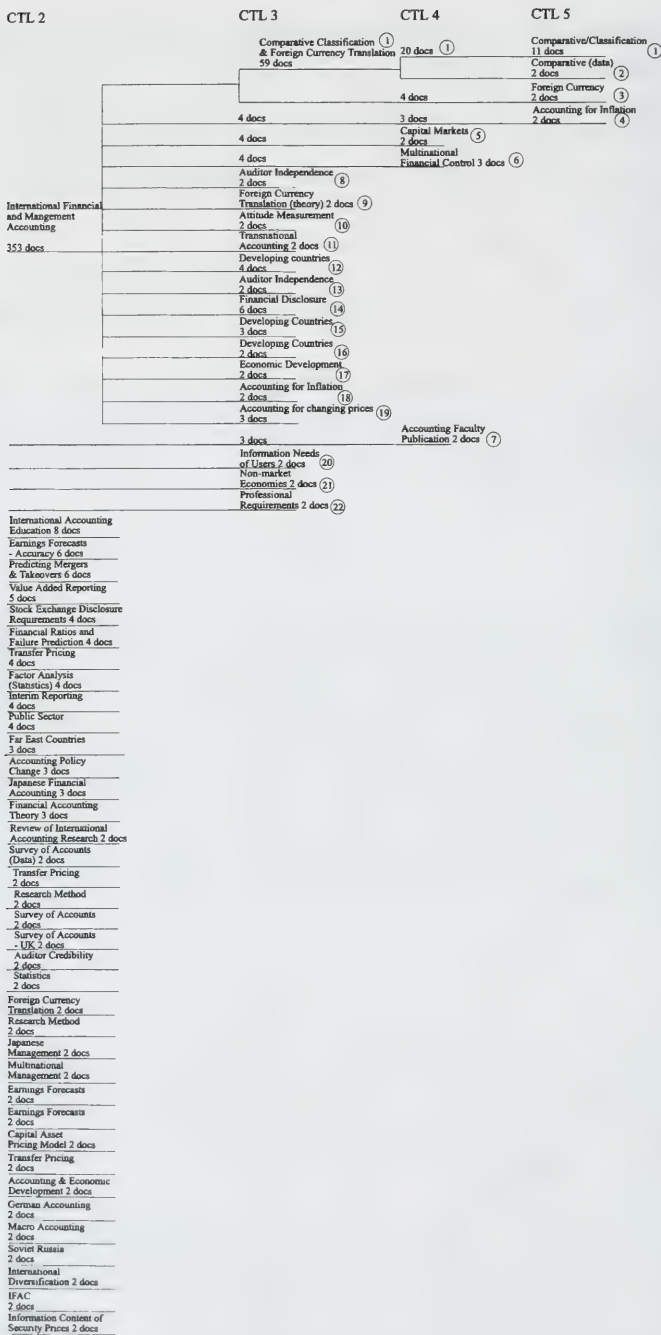 CTL 2 CTL 3 CTL 4 CTL 5
Comparative Classification 1
& Foreign Currency Translation
59 docs
20 docs 1
Comparative/Classification
11 docs 1
Comparative (data)
2 docs 2
4 docs
Foreign Currency
2 docs 3
4 docs
3 docs
Accounting for Inflation
2 docs 4
4 docs
Capital Markets 5
2 docs
4 docs
Multinational
Financial Control 3 docs 6
Auditor Independence
2 docs 8
Foreign Currency
Translation (theory) 2 docs 9
Attitude Measurement
2 docs 10
Transnational
Accounting 2 docs 11
International Financial
and Mangement
Accounting
353 docs
Developing countries
4 docs 12
Auditor Independence
2 docs 13
Financial Disclosure
6 docs 14
Developing Countries
3 docs 15
Developing Countries
2 docs 16
Economic Development
2 docs 17
Accounting for Inflation
2 docs 18
Accounting for changing prices 19
3 docs
3 docs
Accounting Faculty
Publication 2 docs 7
Information Needs
of Users 2 docs 20
Non-market
Economies 2 docs 21
Professional
Requirements 2 docs 22
International Accounting
Education 8 docs
Earnings Forecasts
- Accuracy 6 docs
Predicting Mergers
& Takeovers 6 docs
Value Added Reporting
5 docs
Stock Exchange Disclosure
Requirements 4 docs
Financial Ratios and
Failure Prediction 4 docs
Transfer Pricing
4 docs
Factor Analysis
(Statistics) 4 docs
Interim Reporting
4 docs
Public Sector
4 docs
Far East Countries
3 docs
Accounting Policy
Change 3 docs
Japanese Financial
Accounting 3 docs
Financial Accounting
Theory 3 docs
Review of International
Accounting Research 2 docs
Survey of Accounts
(Data) 2 docs
Transfer Pricing
2 docs
Research Method
2 docs
Survey of Accounts
2 docs
Survey of Accounts
- UK 2 docs
Auditor Credibility
2 docs
Statistics
2 docs
Foreign Currency
Translation 2 docs
Research Method
2 docs
Japanese
Management 2 docs
Multinational
Management 2 docs
Earnings Forecasts
2 docs
Earnings Forecasts
2 docs
Capital Asset
Pricing Model 2 docs
Transfer Pricing
2 docs
Accounting & Economic
Development 2 docs
German Accounting
2 docs
Macro Accounting
2 docs
Soviet Russia
2 docs
International
Diversification 2 docs
IFAC
2 docs
Information Content of
Security Prices 2 docs